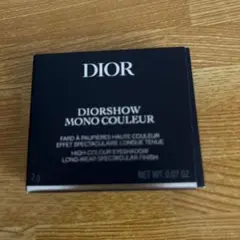 DIOR
DIORSHOW
MONO COULEUR
FARD À PAUPIÈRES HAUTE COULEUR
EFFET SPECTACULAIRE LONGUE TENUE
HIGH-COLOUR EYESHADOW
LONG-WEAR SPECTACULAR FINISH
2 g
NET WT. 0.07 OZ.